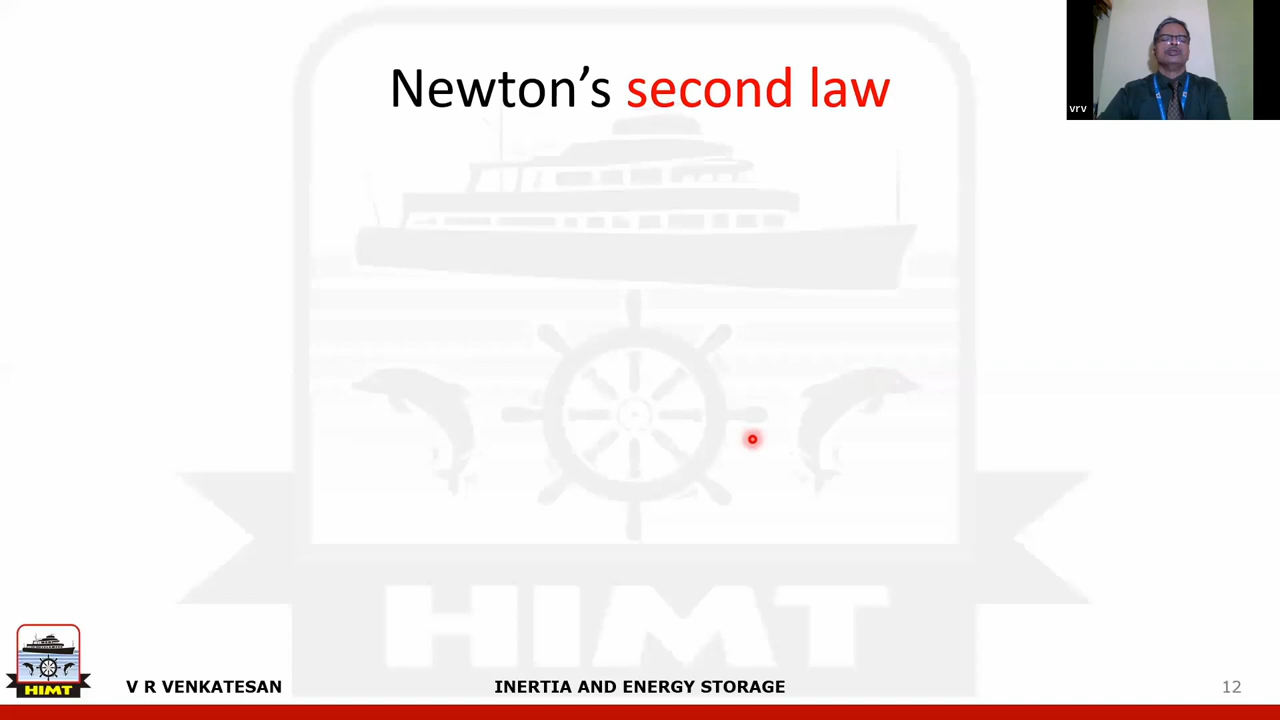 Newton's second law
vrv
HIMT
HIMT
V R VENKATESAN
INERTIA AND ENERGY STORAGE
12